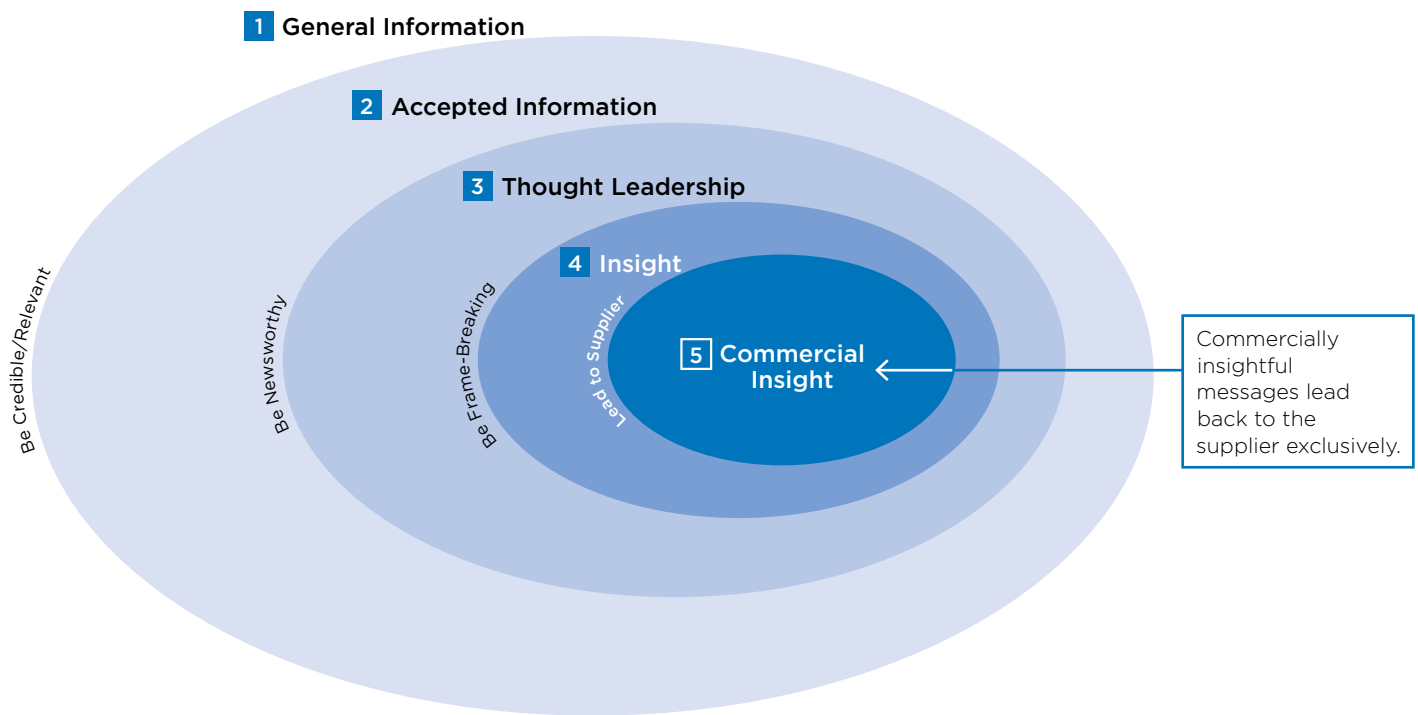 1 General Information
2 Accepted Information
3 Thought Leadership
4 Insight
Be Credible/Relevant
Be Newsworthy
Be Frame-Breaking
Lead to Supplier
5 Commercial
Insight
Commercially
insightful
messages lead
back to the
supplier exclusively.